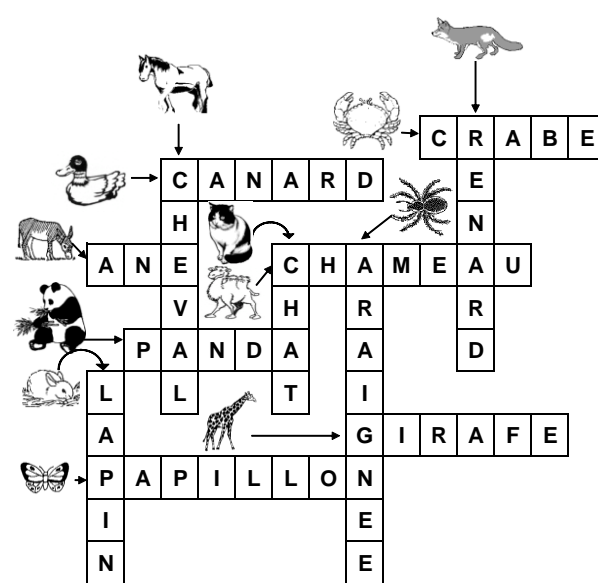 CRABE
RENARD
CANARD
CHEVAL
ANE
CHAMEAU
CHAT
ARAIGNEE
PANDA
LAPIN
GIRAFE
PAPILLON